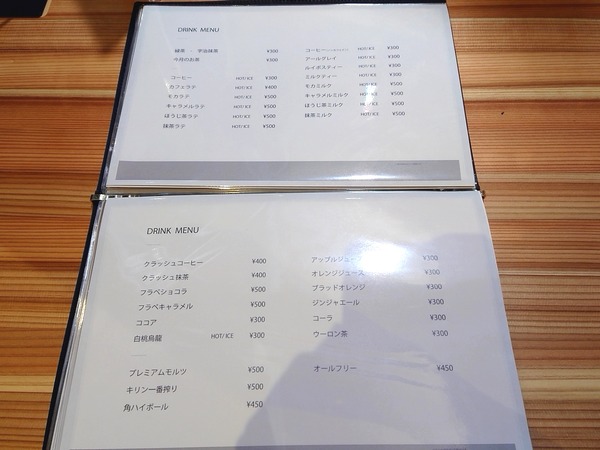 DRINK MENU
緑茶 - 宇治抹茶 ¥300
今月のお茶 ¥300
コーヒー HOT/ICE ¥300
カフェラテ HOT/ICE ¥400
モカラテ HOT/ICE ¥500
キャラメルラテ HOT/ICE ¥500
ほうじ茶ラテ HOT/ICE ¥500
抹茶ラテ HOT/ICE ¥500
コーヒー HOT/ICE ¥300
アールグレイ HOT/ICE ¥300
ルイボスティー HOT/ICE ¥300
ミルクティー HOT/ICE ¥300
モカミルク HOT/ICE ¥500
キャラメルミルク HOT/ICE ¥500
ほうじ茶ミルク HOT/ICE ¥500
抹茶ミルク HOT/ICE ¥500
DRINK MENU
クラッシュコーヒー ¥400
クラッシュ抹茶 ¥400
フラペショコラ ¥500
フラペキャラメル ¥500
ココア ¥300
白桃烏龍 HOT/ICE ¥300
プレミアムモルツ ¥500
キリン一番搾り ¥500
角ハイボール ¥450
アップルジュース ¥300
オレンジジュース ¥300
ブラッドオレンジ ¥300
ジンジャエール ¥300
コーラ ¥300
ウーロン茶 ¥300
オールフリー ¥450